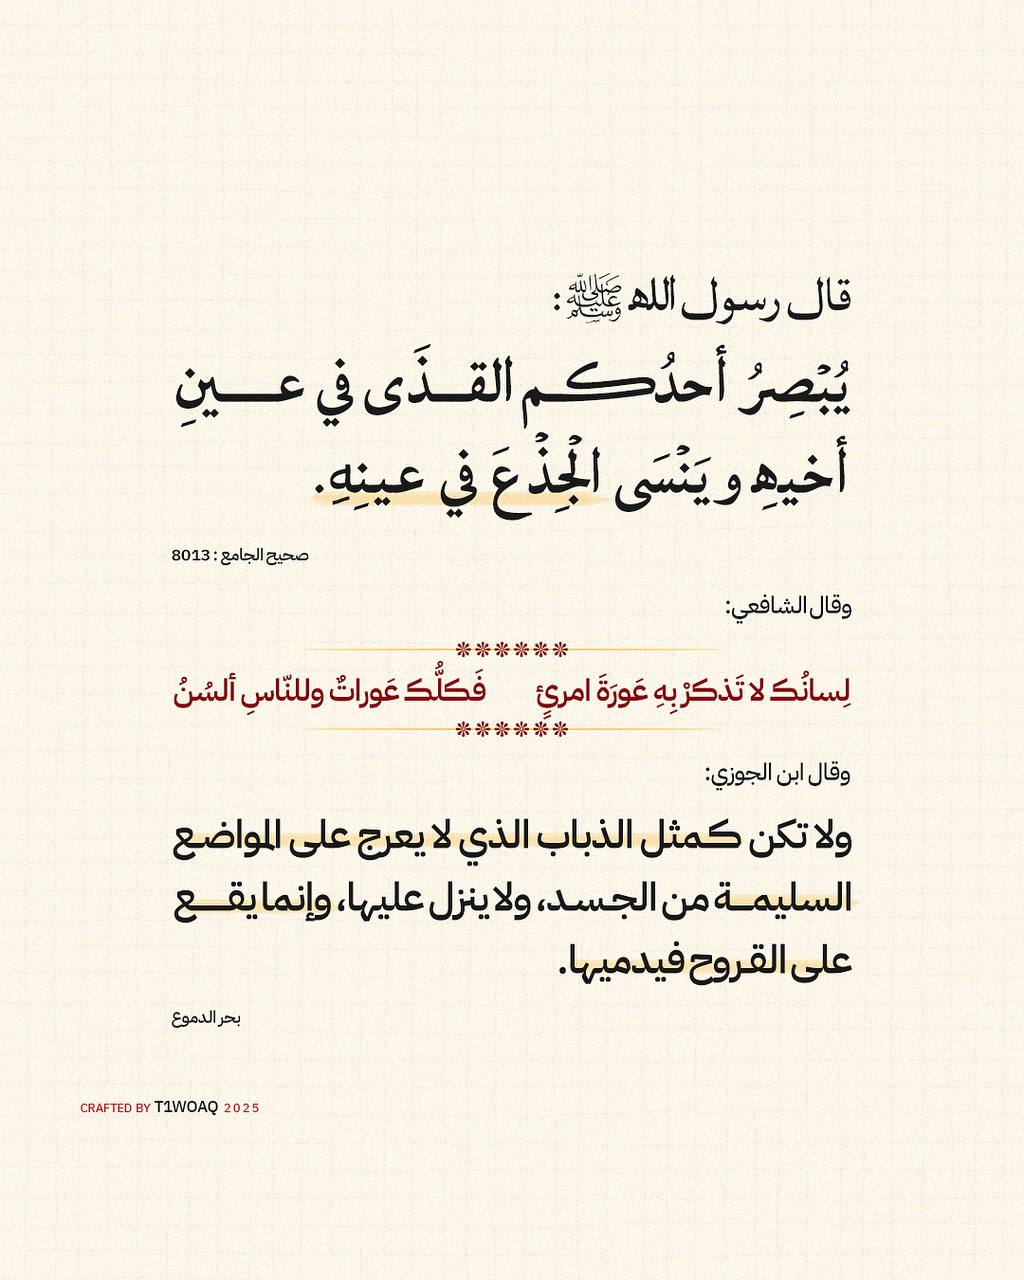 قال رسول الله ﷺ:
يُبْصِرُ أحدُكم القذَى في عينِ
أخيهِ وينْسَى الْجِذْعَ في عينِهِ.
صحيح الجامع : 8013
وقال الشافعي:
لِسانُك لا تَذكرْ بِهِ عَورَةَ امرئٍ فَكلُّك عَوراتٌ وللنّاسِ ألسُنُ
وقال ابن الجوزي:
ولا تكن كمثل الذباب الذي لا يعرج على المواضع
السليمة من الجسد، ولا ينزل عليها، وإنما يقع
على القروح فيدميها.
بحر الدموع
CRAFTED BY T1WOAQ 2025